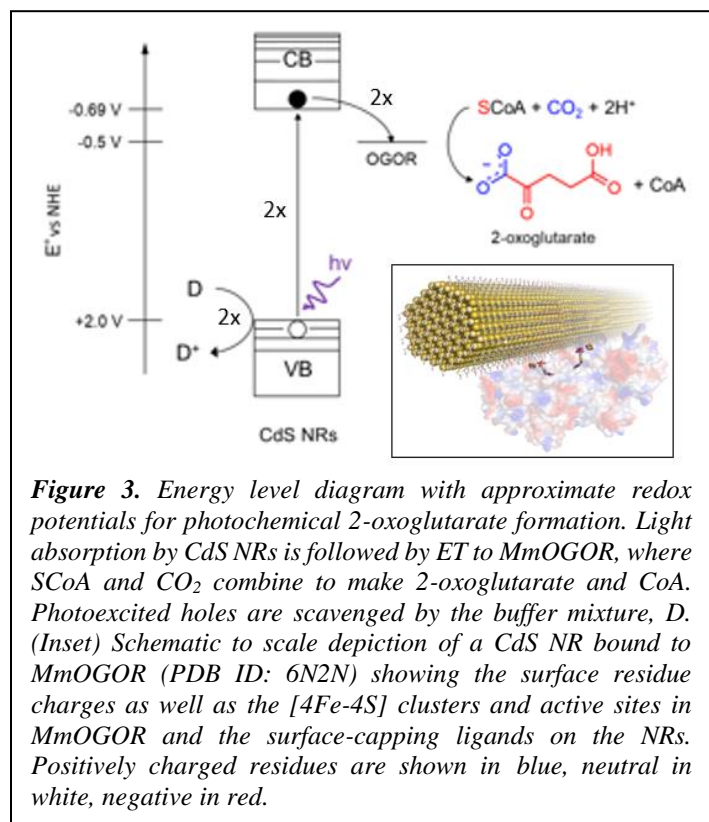 CB
-0.69 V
2x
SCoA + CO₂ + 2H⁺
-0.5 V
OGOR
O
OH
O
O
O
+ CoA
2-oxoglutarate
E° vs NHE
2x
hv
D
+2.0 V
2x
D⁺
VB
CdS NRs
Figure 3. Energy level diagram with approximate redox
potentials for photochemical 2-oxoglutarate formation. Light
absorption by CdS NRs is followed by ET to MmOGOR, where
SCoA and CO₂ combine to make 2-oxoglutarate and CoA.
Photoexcited holes are scavenged by the buffer mixture, D.
(Inset) Schematic to scale depiction of a CdS NR bound to
MmOGOR (PDB ID: 6N2N) showing the surface residue
charges as well as the [4Fe-4S] clusters and active sites in
MmOGOR and the surface-capping ligands on the NRs.
Positively charged residues are shown in blue, neutral in
white, negative in red.